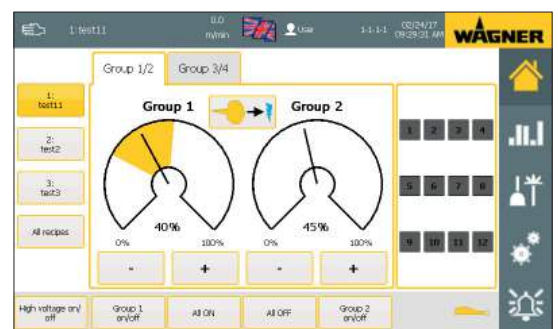 1: test11
0.0
m/min
User
1-1-1-1
02/24/17
09:29:31 AM
WAGNER
Group 1/2
Group 3/4
1:
test11
2:
test2
3:
test3
All recipes
Group 1
Group 2
40%
0%
100%
45%
0%
100%
-
+
-
+
1 2 3 4
5 6 7 8
9 10 11 12
High voltage on/
off
Group 1
on/off
All ON
All OFF
Group 2
on/off